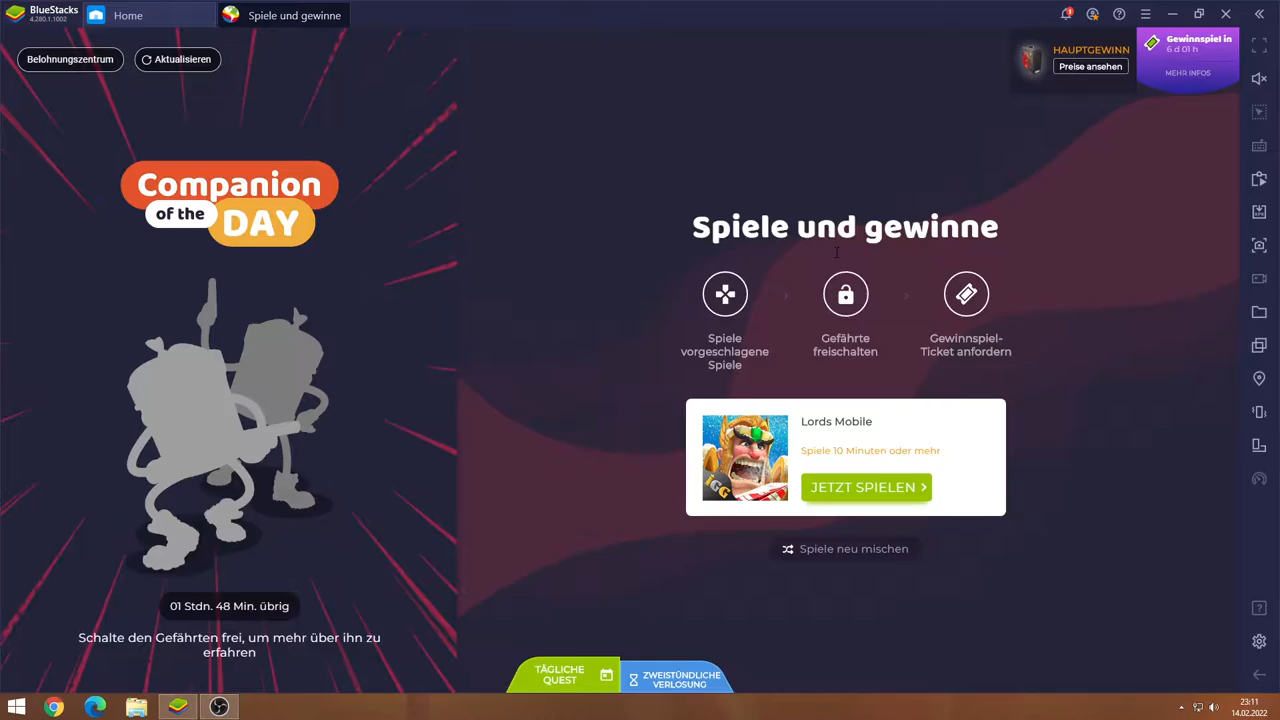 BlueStacks
4.280.1.1002
Home
Spiele und gewinne
Belohnungszentrum
Aktualisieren
HAUPTGEWINN
Preise ansehen
Gewinnspiel in
6 d 01 h
MEHR INFOS
Companion
of the
DAY
Spiele und gewinne
Spiele
vorgeschlagene
Spiele
Gefährte
freischalten
Gewinnspiel-
Ticket anfordern
Lords Mobile
Spiele 10 Minuten oder mehr
IGG
JETZT SPIELEN
Spiele neu mischen
01 Stdn. 48 Min. übrig
Schalte den Gefährten frei, um mehr über ihn zu
erfahren
TÄGLICHE
QUEST
ZWEISTÜNDLICHE
VERLOSUNG
23:11
14.02.2022